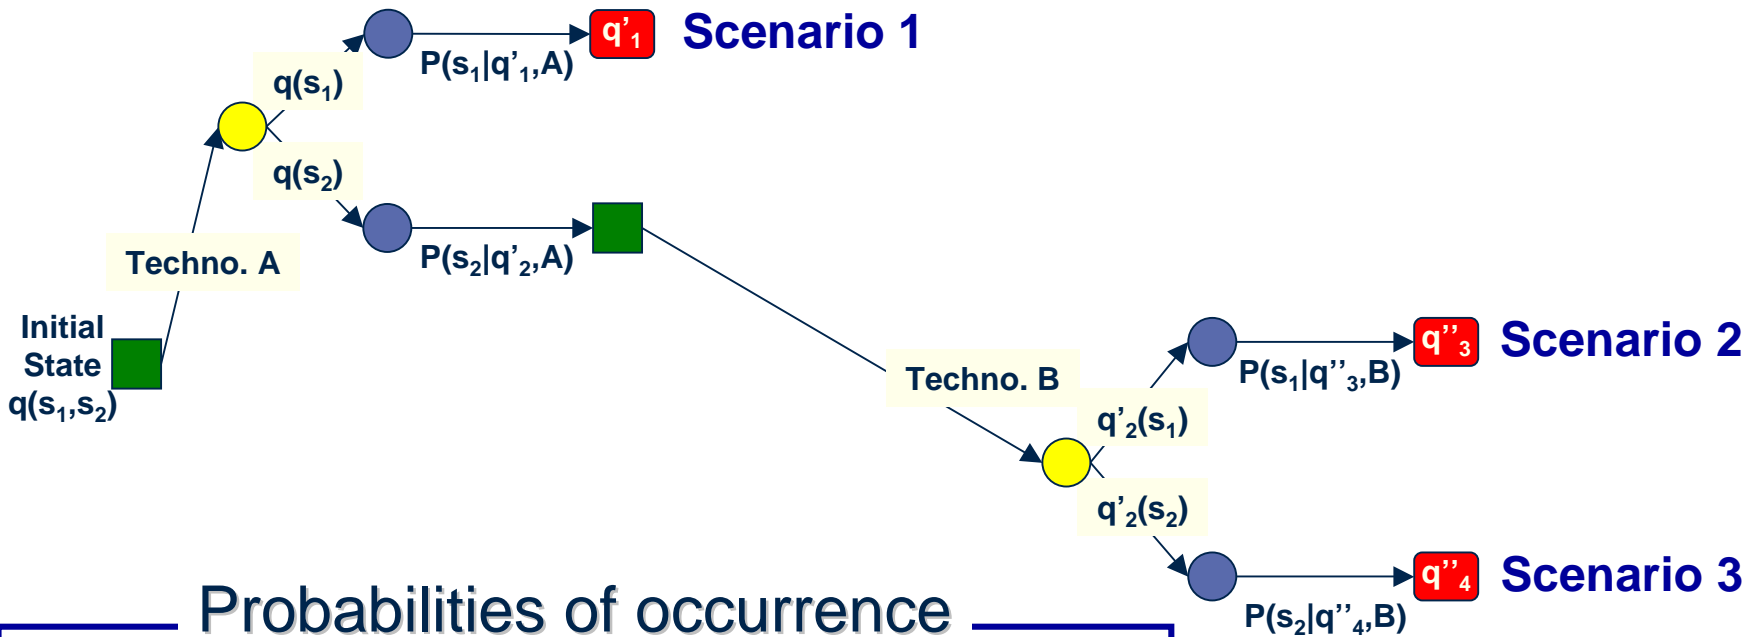 q’₁ Scenario 1
P(s₁|q’₁,A)
q(s₁)
q(s₂)
P(s₂|q’₂,A)
Techno. A
Initial
State
q(s₁,s₂)
q’’₃ Scenario 2
P(s₁|q’’₃,B)
Techno. B
q’₂(s₁)
q’₂(s₂)
q’’₄ Scenario 3
P(s₂|q’’₄,B)
Probabilities of occurrence